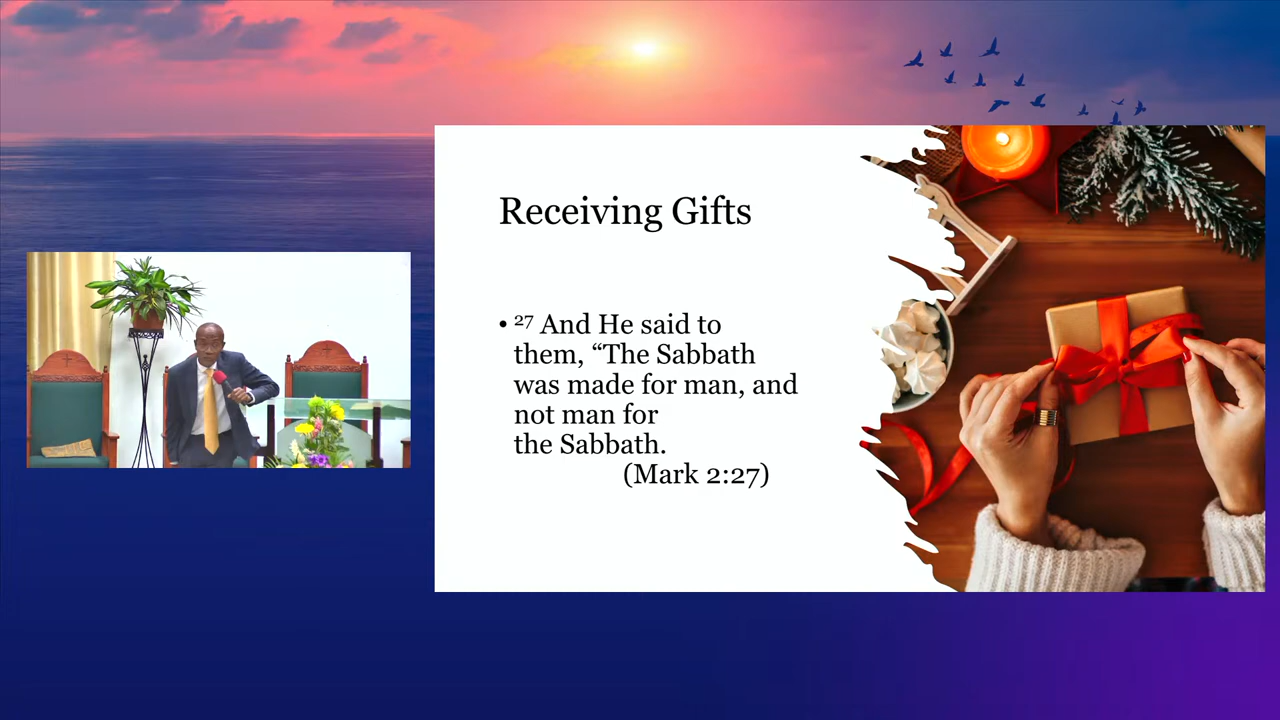 Receiving Gifts
• ²⁷ And He said to
them, “The Sabbath
was made for man, and
not man for
the Sabbath.
(Mark 2:27)